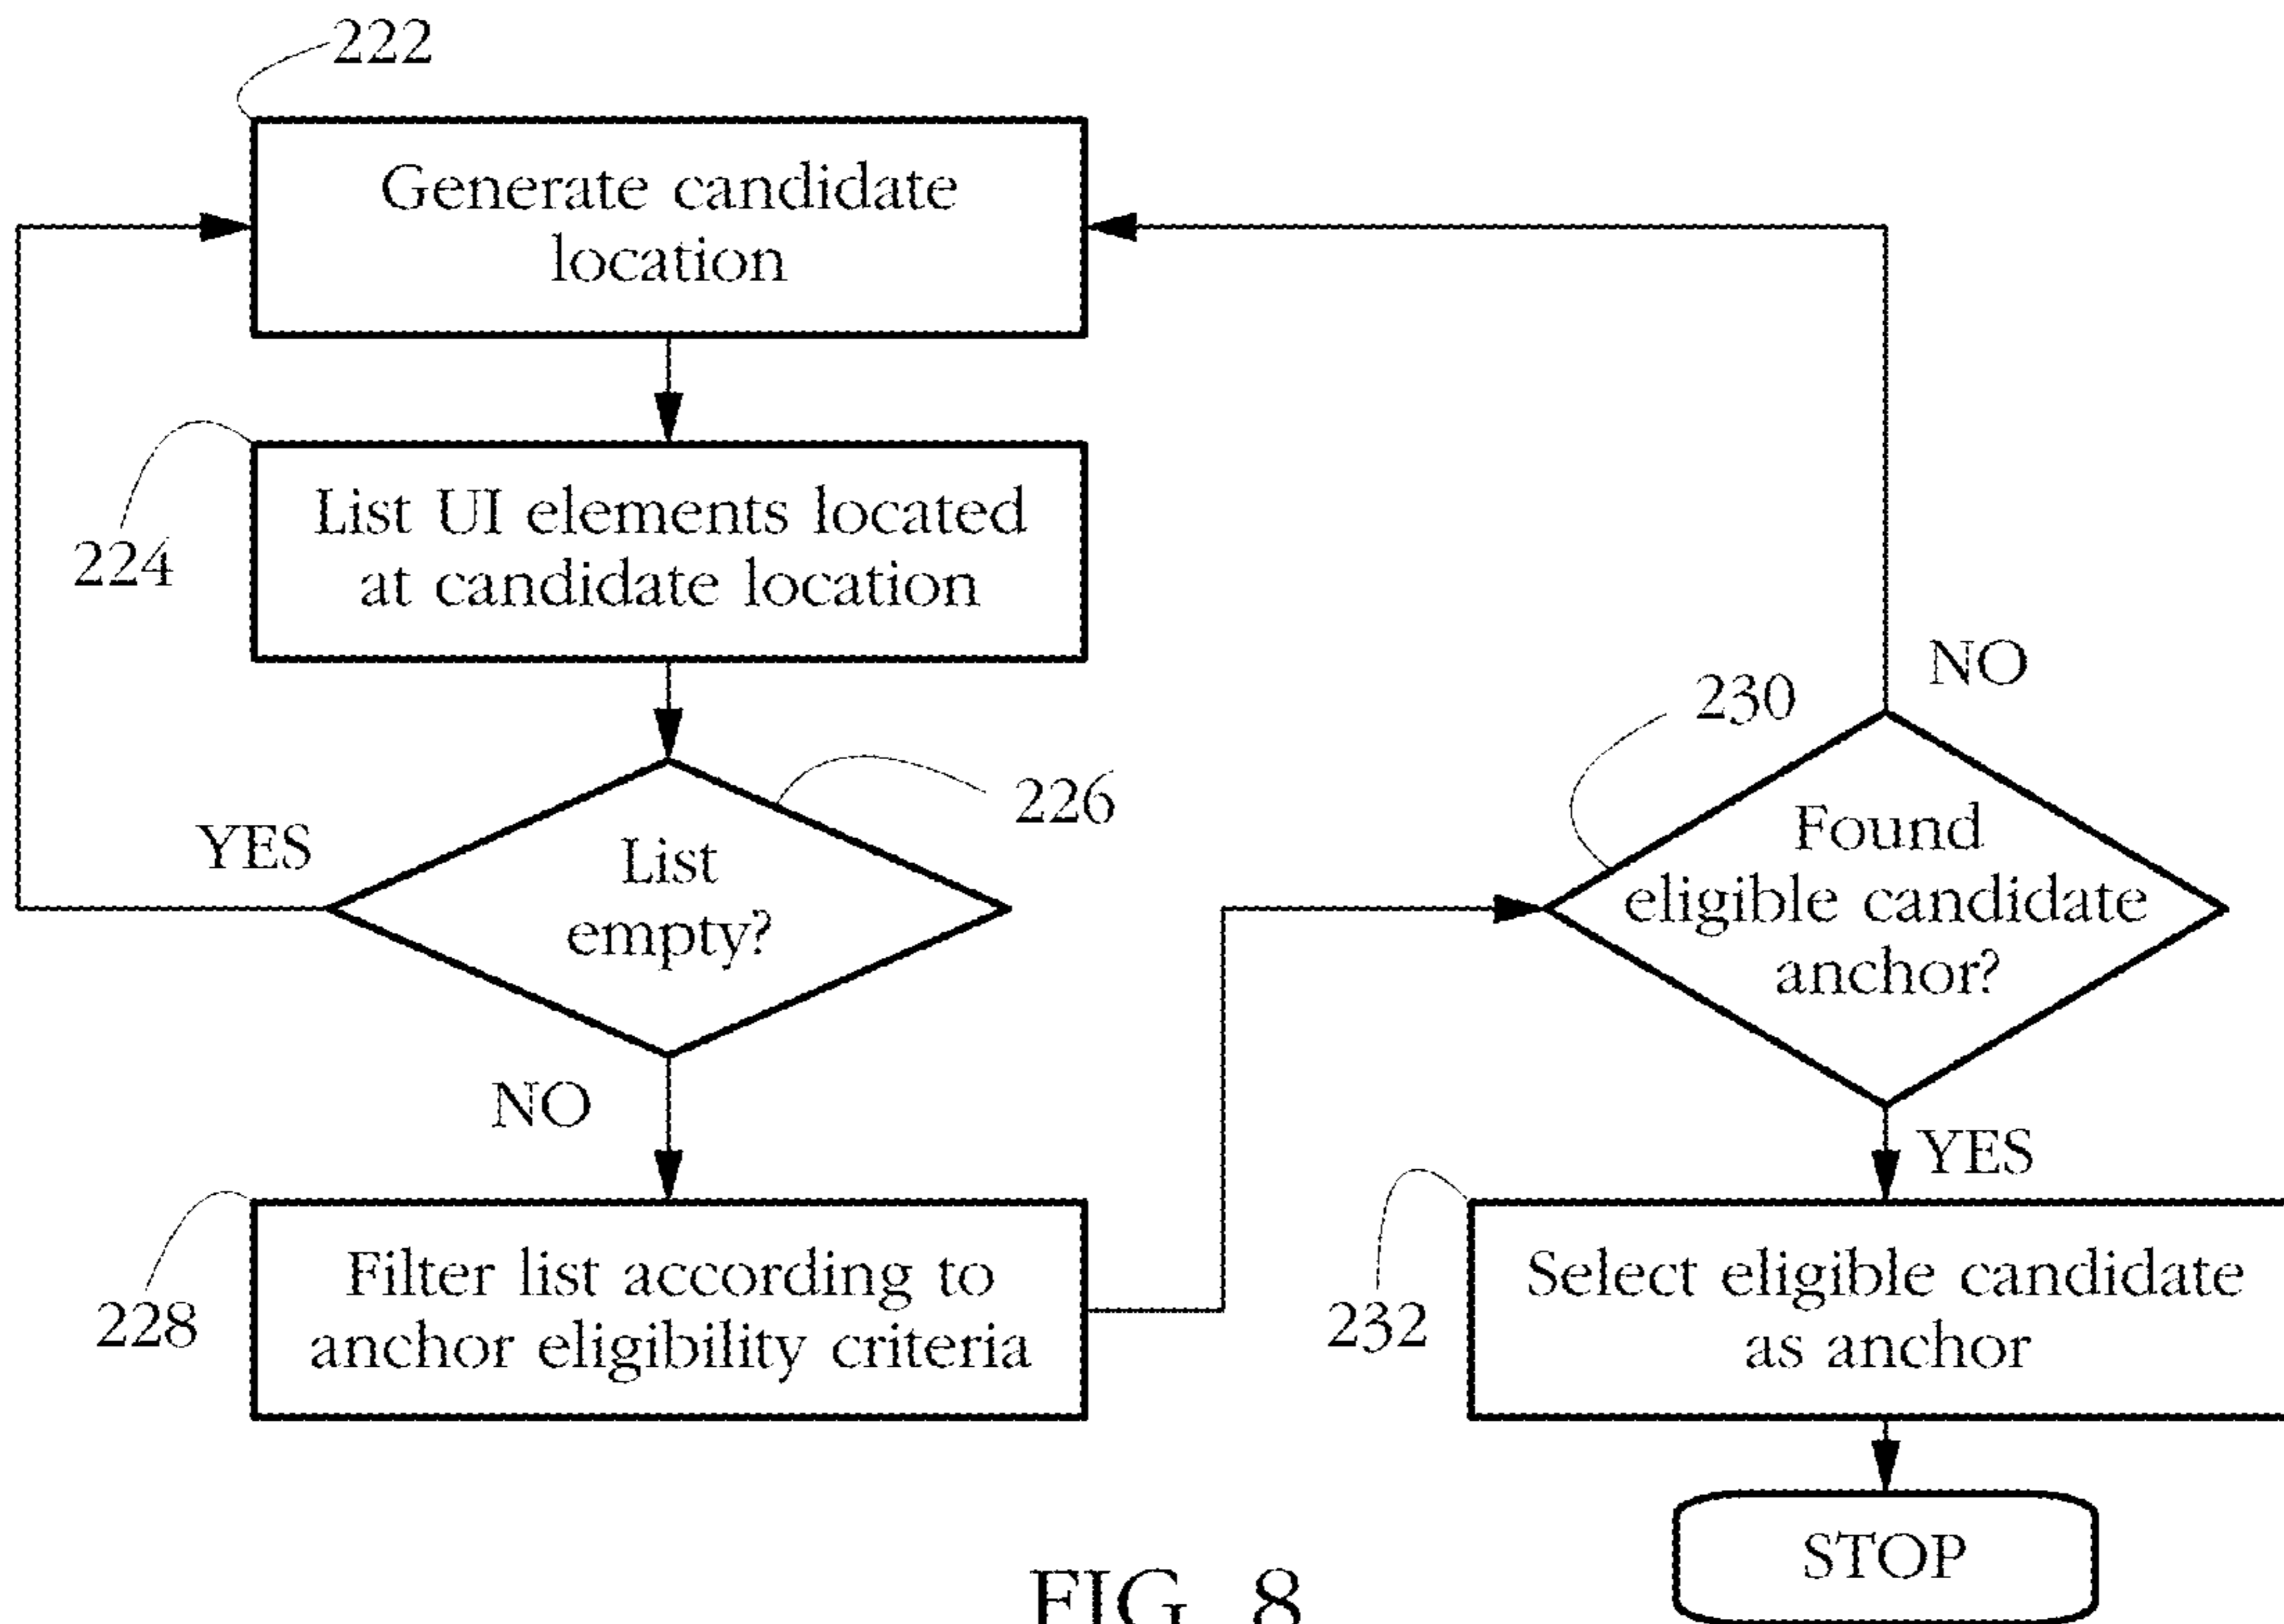 222
Generate candidate
location
224
List UI elements located
at candidate location
226
YES
List
empty?
NO
228
Filter list according to
anchor eligibility criteria
230
NO
Found
eligible candidate
anchor?
YES
232
Select eligible candidate
as anchor
STOP
FIG. 8